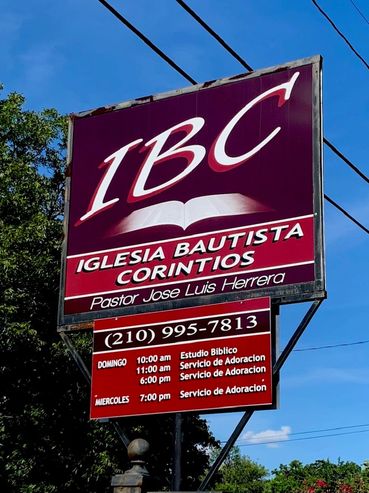 IBC
IGLESIA BAUTISTA
CORINTIOS
Pastor Jose Luis Herrera
(210) 995-7813
DOMINGO 10:00 am Estudio Biblico
11:00 am Servicio de Adoracion
6:00 pm Servicio de Adoracion
MIERCOLES 7:00 pm Servicio de Adoracion